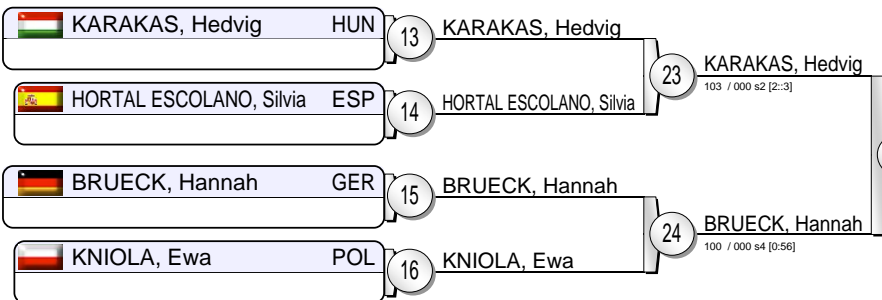 KARAKAS, Hedvig HUN
13
KARAKAS, Hedvig
HORTAL ESCOLANO, Silvia ESP
14
HORTAL ESCOLANO, Silvia
23
KARAKAS, Hedvig
103 / 000 s2 [2::3]
BRUECK, Hannah GER
15
BRUECK, Hannah
KNIOLA, Ewa POL
16
KNIOLA, Ewa
24
BRUECK, Hannah
100 / 000 s4 [0:56]